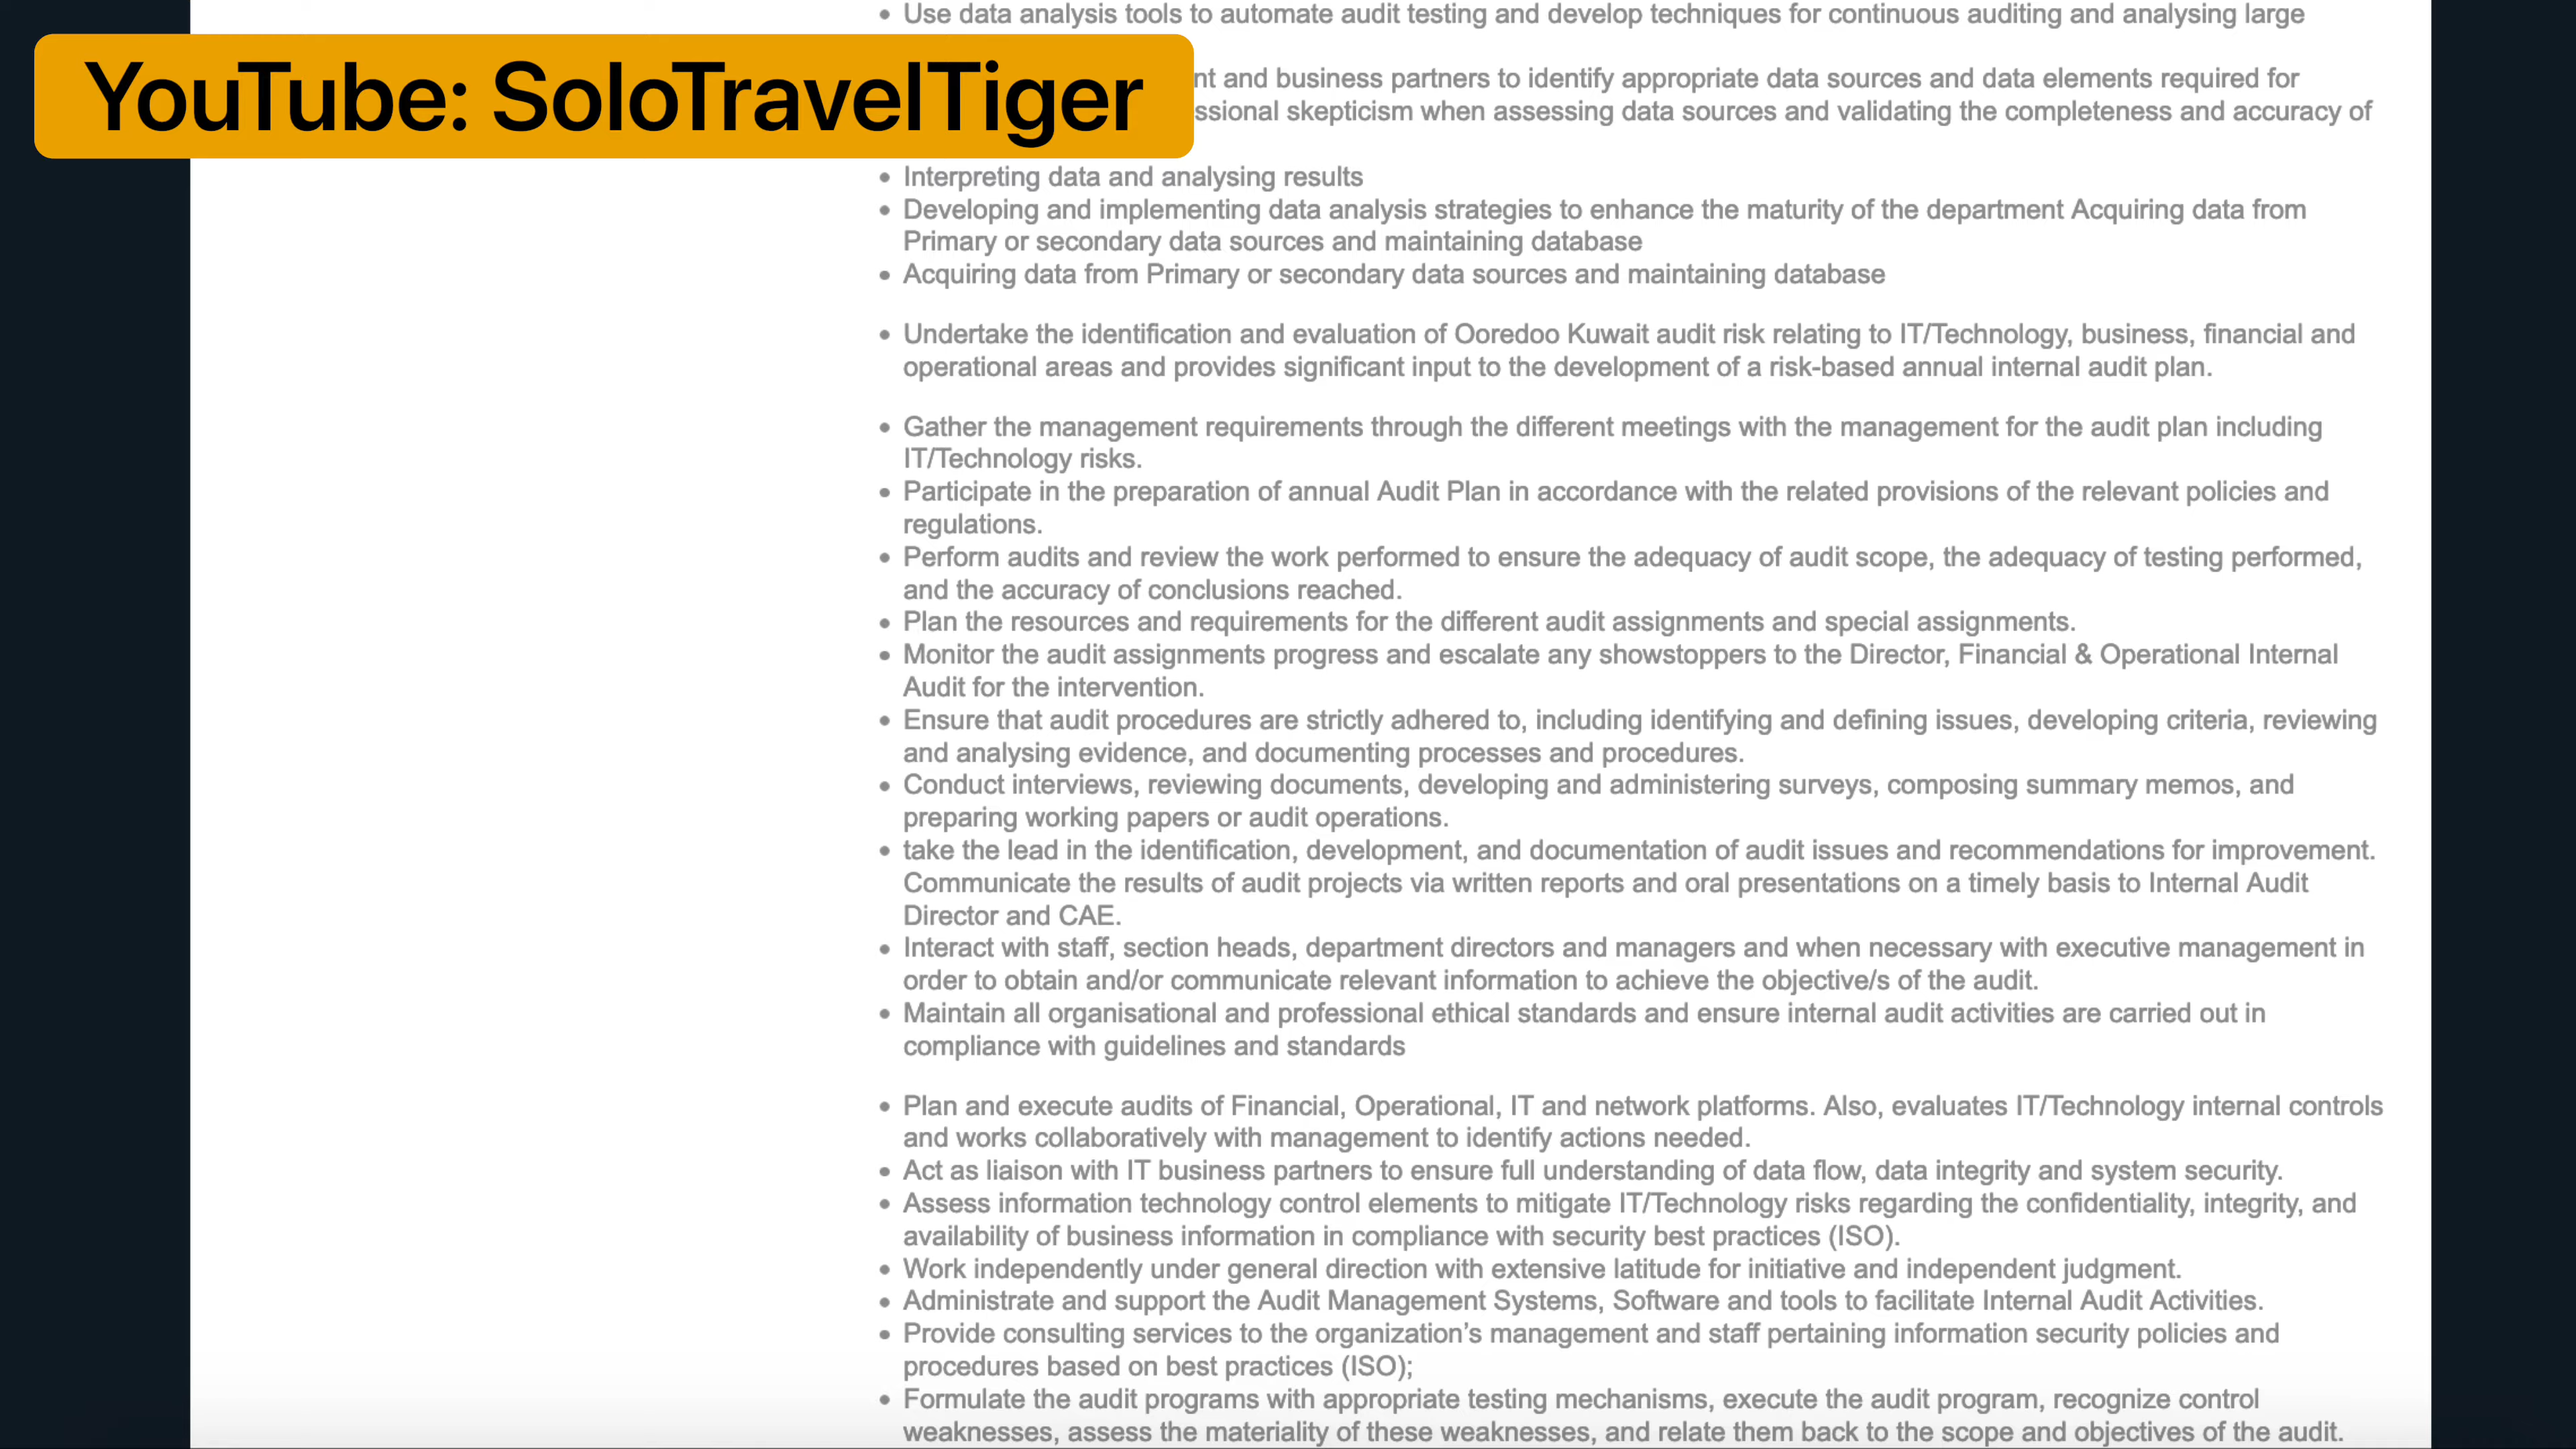 • Use data analysis tools to automate audit testing and develop techniques for continuous auditing and analysing large
YouTube: SoloTravelTiger
nt and business partners to identify appropriate data sources and data elements required for
ssional skepticism when assessing data sources and validating the completeness and accuracy of
• Interpreting data and analysing results
• Developing and implementing data analysis strategies to enhance the maturity of the department Acquiring data from
Primary or secondary data sources and maintaining database
• Acquiring data from Primary or secondary data sources and maintaining database
• Undertake the identification and evaluation of Ooredoo Kuwait audit risk relating to IT/Technology, business, financial and
operational areas and provides significant input to the development of a risk-based annual internal audit plan.
• Gather the management requirements through the different meetings with the management for the audit plan including
IT/Technology risks.
• Participate in the preparation of annual Audit Plan in accordance with the related provisions of the relevant policies and
regulations.
• Perform audits and review the work performed to ensure the adequacy of audit scope, the adequacy of testing performed,
and the accuracy of conclusions reached.
• Plan the resources and requirements for the different audit assignments and special assignments.
• Monitor the audit assignments progress and escalate any showstoppers to the Director, Financial & Operational Internal
Audit for the intervention.
• Ensure that audit procedures are strictly adhered to, including identifying and defining issues, developing criteria, reviewing
and analysing evidence, and documenting processes and procedures.
• Conduct interviews, reviewing documents, developing and administering surveys, composing summary memos, and
preparing working papers or audit operations.
• take the lead in the identification, development, and documentation of audit issues and recommendations for improvement.
Communicate the results of audit projects via written reports and oral presentations on a timely basis to Internal Audit
Director and CAE.
• Interact with staff, section heads, department directors and managers and when necessary with executive management in
order to obtain and/or communicate relevant information to achieve the objective/s of the audit.
• Maintain all organisational and professional ethical standards and ensure internal audit activities are carried out in
compliance with guidelines and standards
• Plan and execute audits of Financial, Operational, IT and network platforms. Also, evaluates IT/Technology internal controls
and works collaboratively with management to identify actions needed.
• Act as liaison with IT business partners to ensure full understanding of data flow, data integrity and system security.
• Assess information technology control elements to mitigate IT/Technology risks regarding the confidentiality, integrity, and
availability of business information in compliance with security best practices (ISO).
• Work independently under general direction with extensive latitude for initiative and independent judgment.
• Administrate and support the Audit Management Systems, Software and tools to facilitate Internal Audit Activities.
• Provide consulting services to the organization’s management and staff pertaining information security policies and
procedures based on best practices (ISO);
• Formulate the audit programs with appropriate testing mechanisms, execute the audit program, recognize control
weaknesses, assess the materiality of these weaknesses, and relate them back to the scope and objectives of the audit.